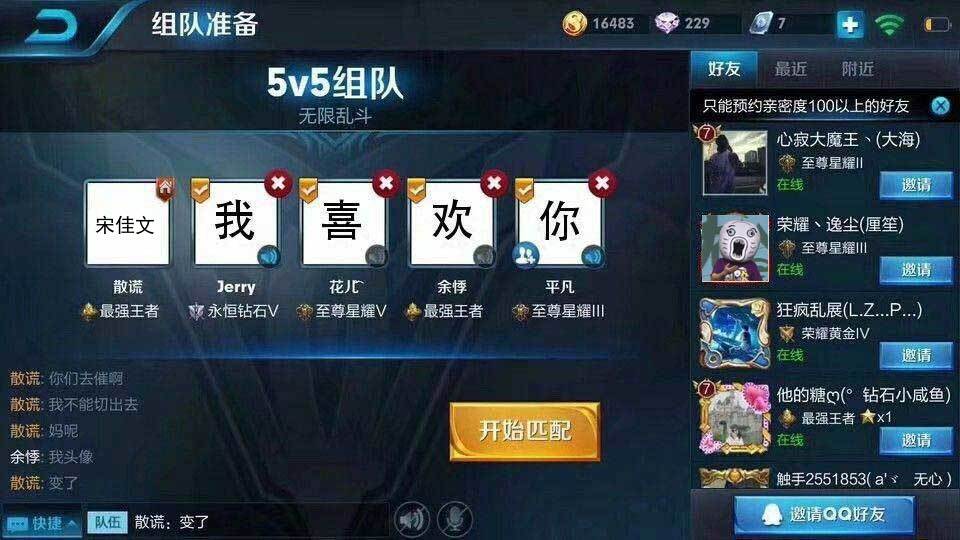 组队准备
16483
229
7
5v5组队
无限乱斗
宋佳文
我
喜
欢
你
散谎
Jerry
花儿
余悸
平凡
最强王者
永恒钻石V
至尊星耀V
最强王者
至尊星耀III
散谎: 你们去催啊
散谎: 我不能切出去
散谎: 妈呢
余悸: 我头像
散谎: 变了
开始匹配
快捷
队伍
散谎：变了
好友
最近
附近
只能预约亲密度100以上的好友
7
心寂大魔王丶(大海)
至尊星耀II
在线
邀请
荣耀丶逸尘(厘笙)
至尊星耀III
在线
邀请
狂疯乱展(L.Z...P...)
荣耀黄金IV
在线
邀请
7
他的糖ღ(° 钻石小咸鱼)
最强王者 x1
在线
邀请
触手2551853( a'ヾ 无心 )
邀请QQ好友